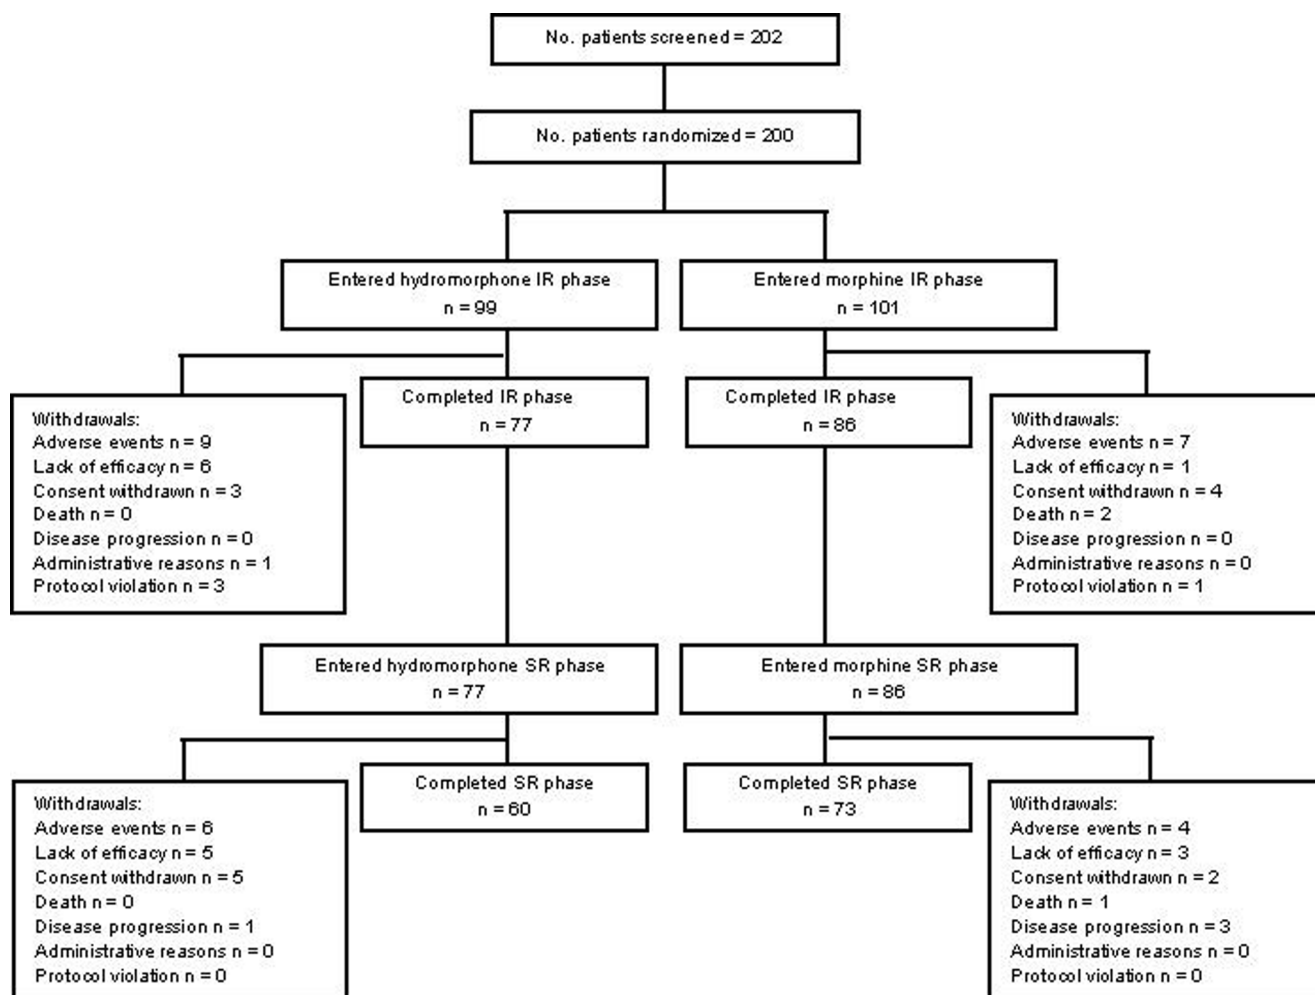 No. patients screened = 202
No. patients randomized = 200
Entered hydromorphone IR phase
n = 99
Entered morphine IR phase
n = 101
Completed IR phase
n = 77
Completed IR phase
n = 86
Withdrawals:
Adverse events n = 9
Lack of efficacy n = 6
Consent withdrawn n = 3
Death n = 0
Disease progression n = 0
Administrative reasons n = 1
Protocol violation n = 3
Withdrawals:
Adverse events n = 7
Lack of efficacy n = 1
Consent withdrawn n = 4
Death n = 2
Disease progression n = 0
Administrative reasons n = 0
Protocol violation n = 1
Entered hydromorphone SR phase
n = 77
Entered morphine SR phase
n = 86
Completed SR phase
n = 60
Completed SR phase
n = 73
Withdrawals:
Adverse events n = 6
Lack of efficacy n = 5
Consent withdrawn n = 5
Death n = 0
Disease progression n = 1
Administrative reasons n = 0
Protocol violation n = 0
Withdrawals:
Adverse events n = 4
Lack of efficacy n = 3
Consent withdrawn n = 2
Death n = 1
Disease progression n = 3
Administrative reasons n = 0
Protocol violation n = 0